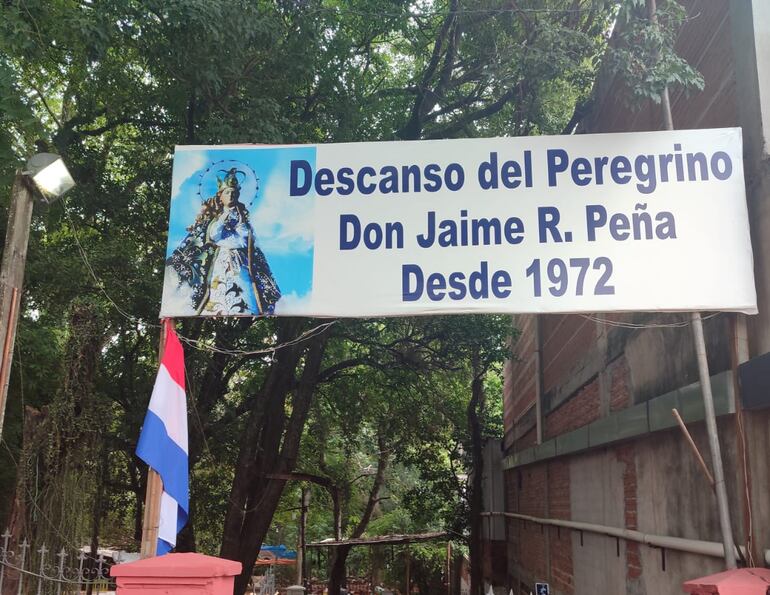 Descanso del Peregrino
Don Jaime R. Peña
Desde 1972